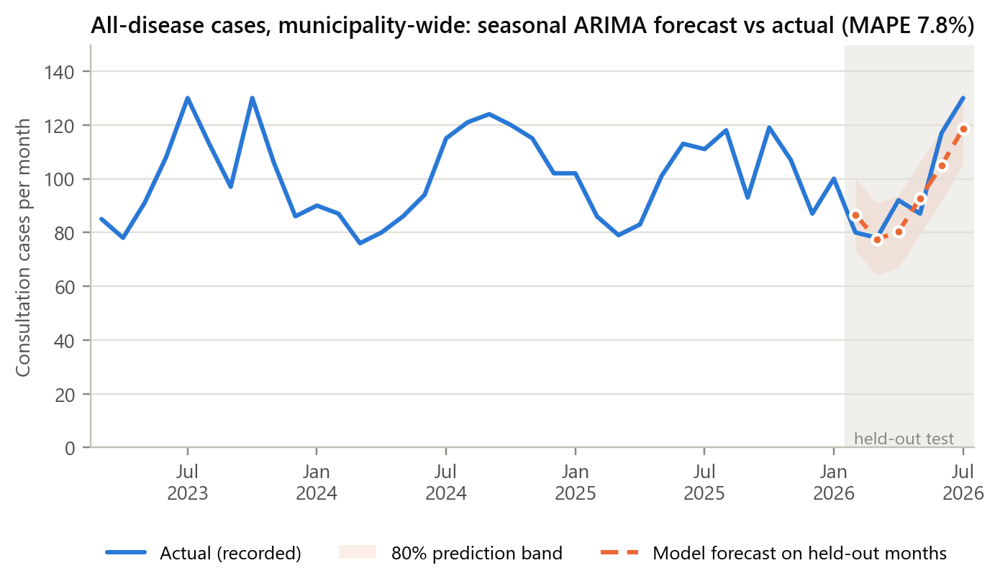 All-disease cases, municipality-wide: seasonal ARIMA forecast vs actual (MAPE 7.8%)
Consultation cases per month
140
120
100
80
60
40
20
0
held-out test
Jul
2023
Jan
2024
Jul
2024
Jan
2025
Jul
2025
Jan
2026
Jul
2026
Actual (recorded)
80% prediction band
Model forecast on held-out months